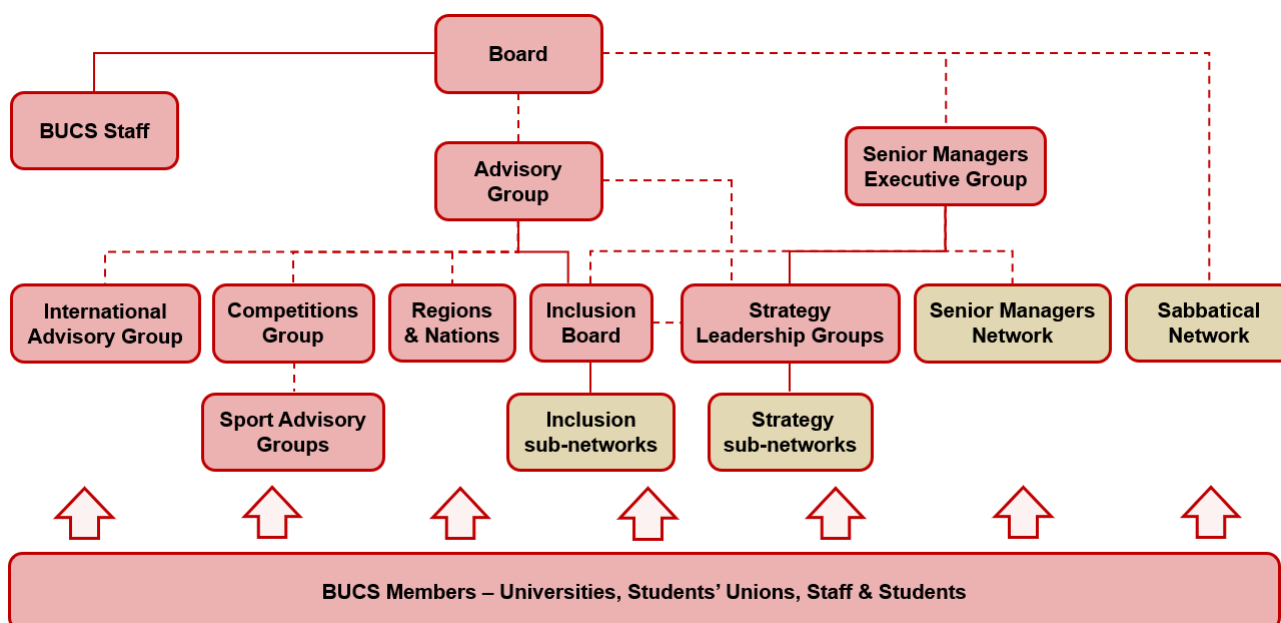 Board
BUCS Staff
Advisory
Group
Senior Managers
Executive Group
International
Advisory Group
Competitions
Group
Regions
& Nations
Inclusion
Board
Strategy
Leadership Groups
Senior Managers
Network
Sabbatical
Network
Sport Advisory
Groups
Inclusion
sub-networks
Strategy
sub-networks
BUCS Members – Universities, Students’ Unions, Staff & Students